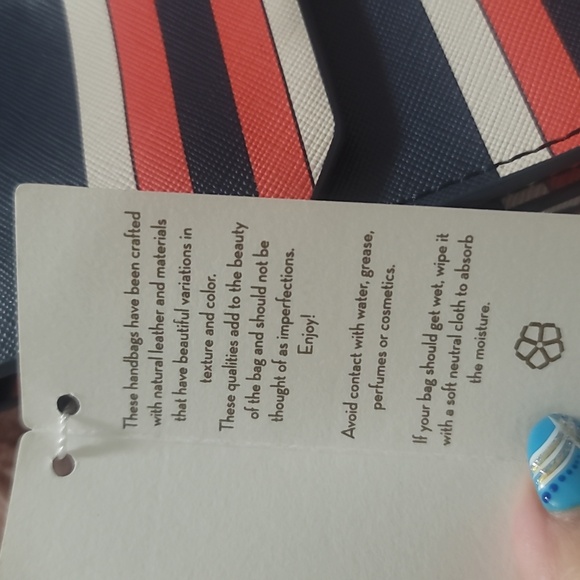 These handbags have been crafted
with natural leather and materials
that have beautiful variations in
texture and color.
These qualities add to the beauty
of the bag and should not be
thought of as imperfections.
Enjoy!
Avoid contact with water, grease,
perfumes or cosmetics.
If your bag should get wet, wipe it
with a soft neutral cloth to absorb
the moisture.